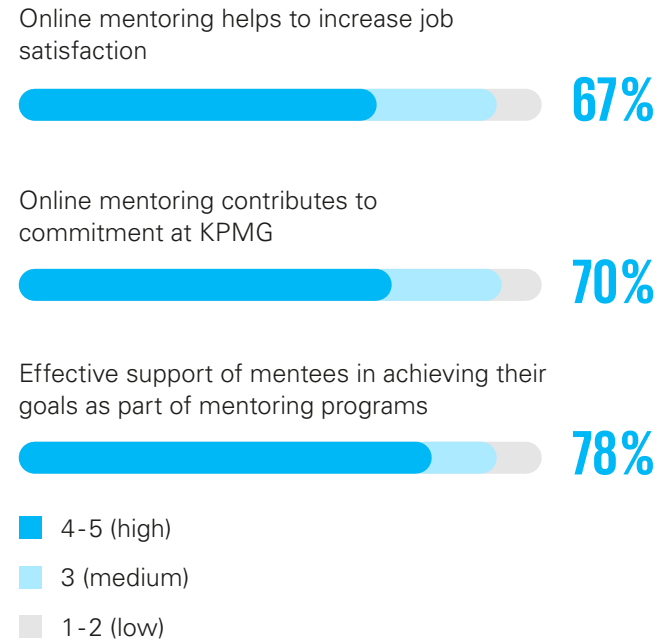 Online mentoring helps to increase job
satisfaction
67%
Online mentoring contributes to
commitment at KPMG
70%
Effective support of mentees in achieving their
goals as part of mentoring programs
78%
4-5 (high)
3 (medium)
1-2 (low)